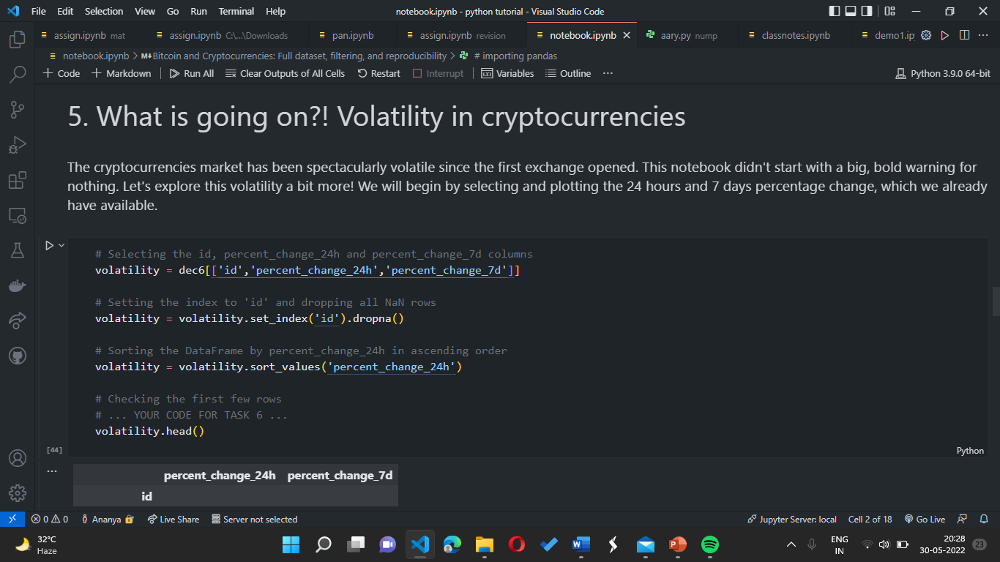 File Edit Selection View Go Run Terminal Help
notebook.ipynb - python tutorial - Visual Studio Code
assign.ipynb mat
assign.ipynb C:\...\Downloads
pan.ipynb
assign.ipynb revision
notebook.ipynb
aary.py nump
classnotes.ipynb
demo1.ip
notebook.ipynb > M↓Bitcoin and Cryptocurrencies: Full dataset, filtering, and reproducibility > # importing pandas
+ Code + Markdown Run All Clear Outputs of All Cells Restart Interrupt Variables Outline ... Python 3.9.0 64-bit
5. What is going on?! Volatility in cryptocurrencies
The cryptocurrencies market has been spectacularly volatile since the first exchange opened. This notebook didn't start with a big, bold warning for
nothing. Let's explore this volatility a bit more! We will begin by selecting and plotting the 24 hours and 7 days percentage change, which we already
have available.
# Selecting the id, percent_change_24h and percent_change_7d columns
volatility = dec6[['id','percent_change_24h','percent_change_7d']]
# Setting the index to 'id' and dropping all NaN rows
volatility = volatility.set_index('id').dropna()
# Sorting the DataFrame by percent_change_24h in ascending order
volatility = volatility.sort_values('percent_change_24h')
# Checking the first few rows
# ... YOUR CODE FOR TASK 6 ...
volatility.head()
[44]
Python
...
percent_change_24h percent_change_7d
id
0 0 Ananya Live Share Server not selected Jupyter Server: local Cell 2 of 18 Go Live
32°C
Haze
ENG
IN
20:28
30-05-2022
23